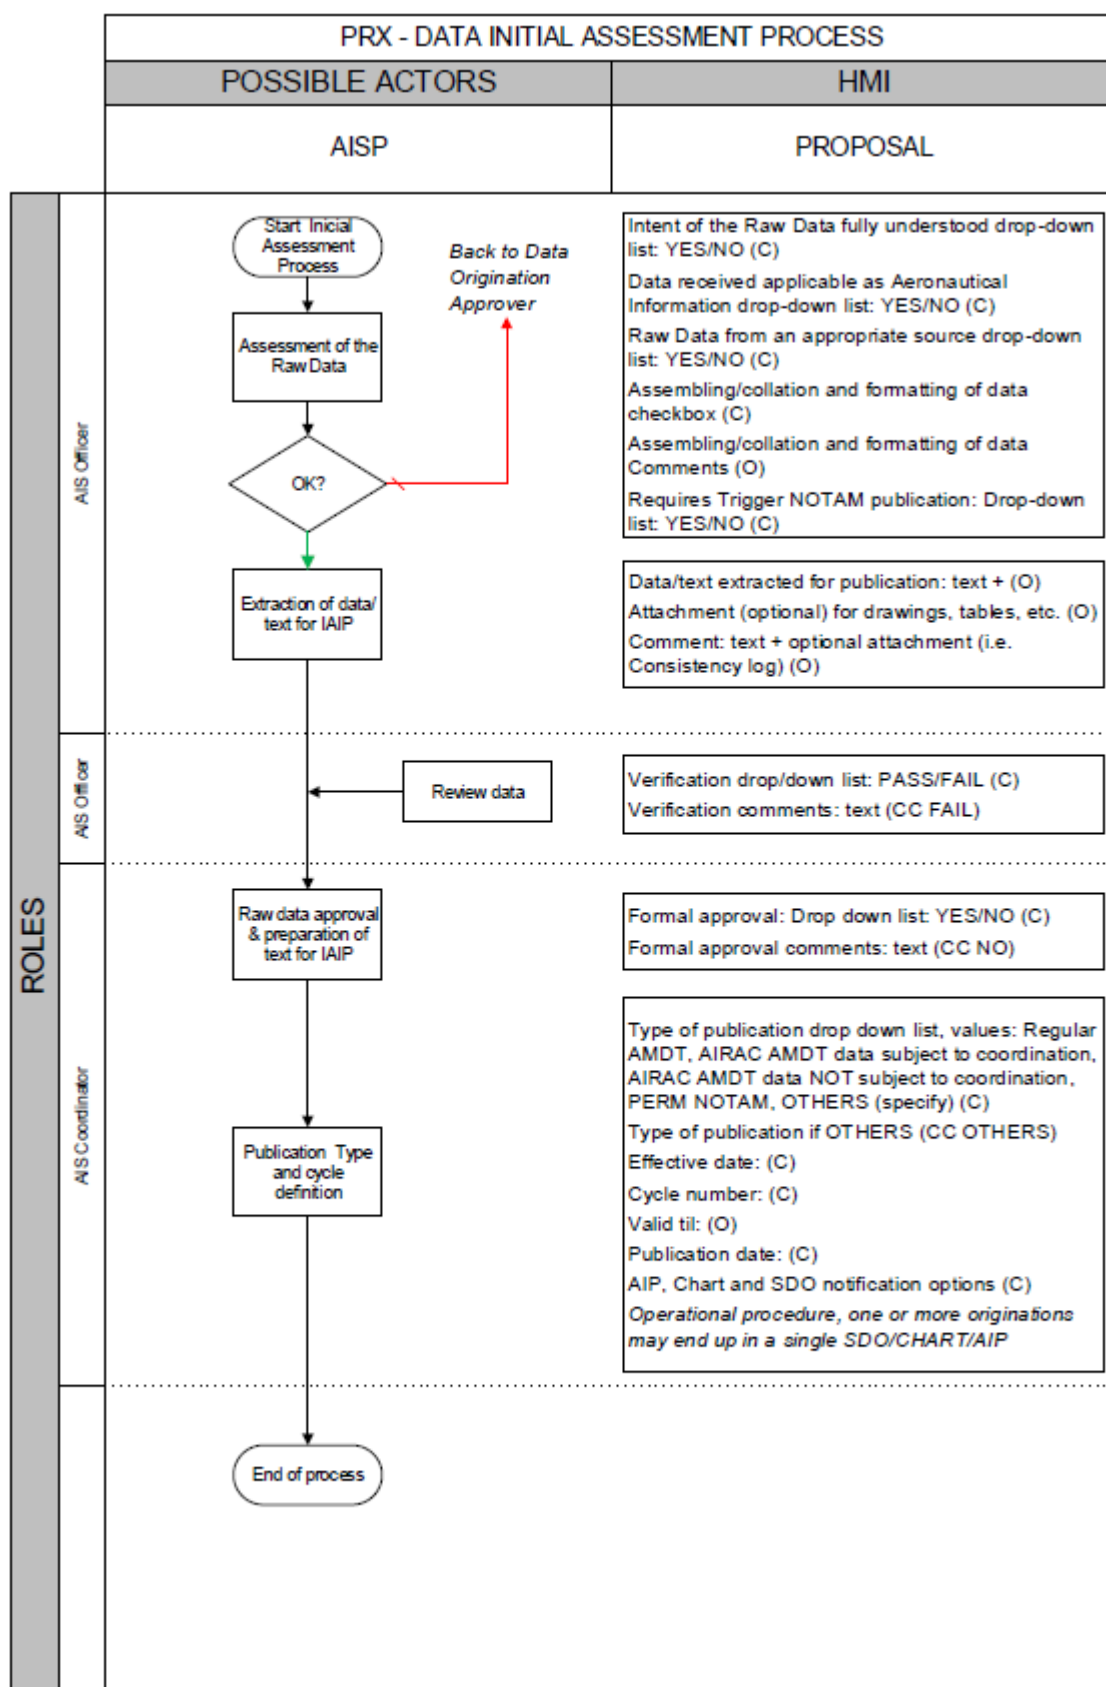 PRX - DATA INITIAL ASSESSMENT PROCESS
POSSIBLE ACTORS
HMI
AISP
PROPOSAL
ROLES
AIS Officer
Start Inicial
Assessment
Process
Back to Data
Origination
Approver
Assessment of the
Raw Data
OK?
Extraction of data/
text for IAIP
Intent of the Raw Data fully understood drop-down
list: YES/NO (C)
Data received applicable as Aeronautical
Information drop-down list: YES/NO (C)
Raw Data from an appropriate source drop-down
list: YES/NO (C)
Assembling/collation and formatting of data
checkbox (C)
Assembling/collation and formatting of data
Comments (O)
Requires Trigger NOTAM publication: Drop-down
list: YES/NO (C)
Data/text extracted for publication: text + (O)
Attachment (optional) for drawings, tables, etc. (O)
Comment: text + optional attachment (i.e.
Consistency log) (O)
AIS Officer
Review data
Verification drop/down list: PASS/FAIL (C)
Verification comments: text (CC FAIL)
AIS Coordinator
Raw data approval
& preparation of
text for IAIP
Formal approval: Drop down list: YES/NO (C)
Formal approval comments: text (CC NO)
Publication Type
and cycle
definition
Type of publication drop down list, values: Regular
AMDT, AIRAC AMDT data subject to coordination,
AIRAC AMDT data NOT subject to coordination,
PERM NOTAM, OTHERS (specify) (C)
Type of publication if OTHERS (CC OTHERS)
Effective date: (C)
Cycle number: (C)
Valid til: (O)
Publication date: (C)
AIP, Chart and SDO notification options (C)
Operational procedure, one or more originations
may end up in a single SDO/CHART/AIP
End of process